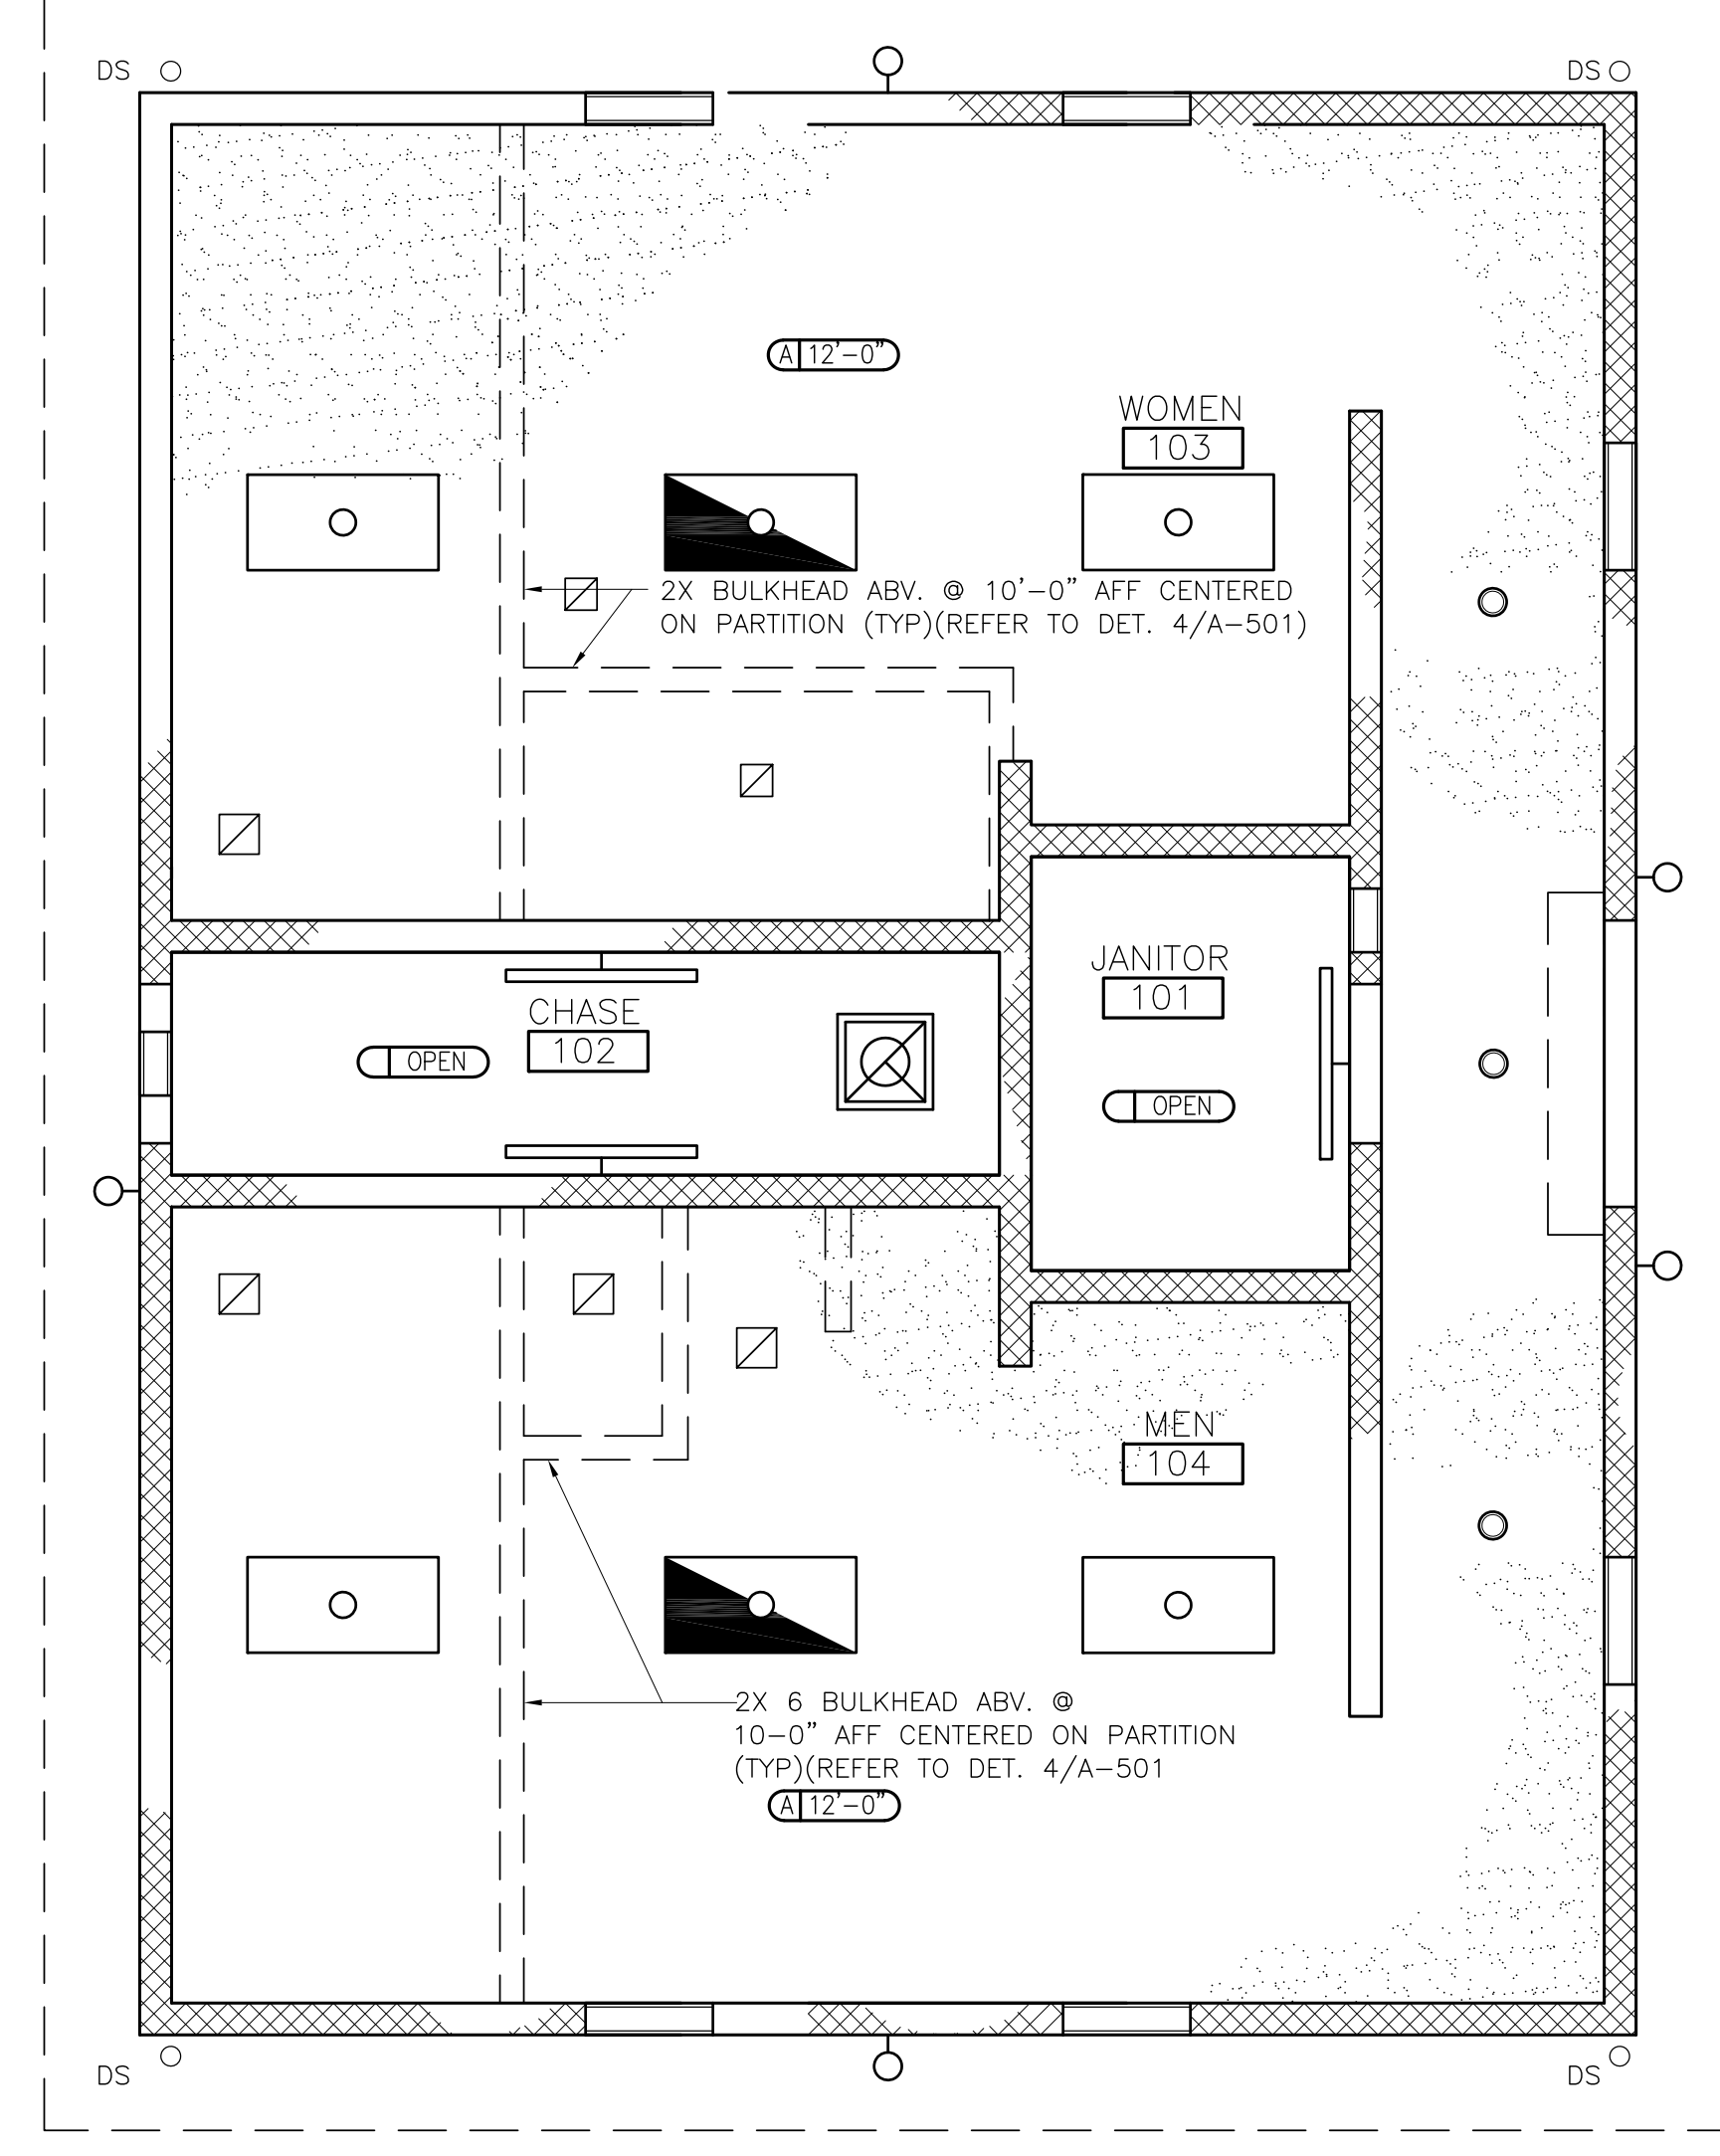 DS
DS
A 12'-0"
WOMEN
103
2X BULKHEAD ABV. @ 10'-0" AFF CENTERED
ON PARTITION (TYP)(REFER TO DET. 4/A-501)
JANITOR
101
CHASE
102
OPEN
OPEN
MEN
104
2X 6 BULKHEAD ABV. @
10-0" AFF CENTERED ON PARTITION
(TYP)(REFER TO DET. 4/A-501
A 12'-0"
DS
DS